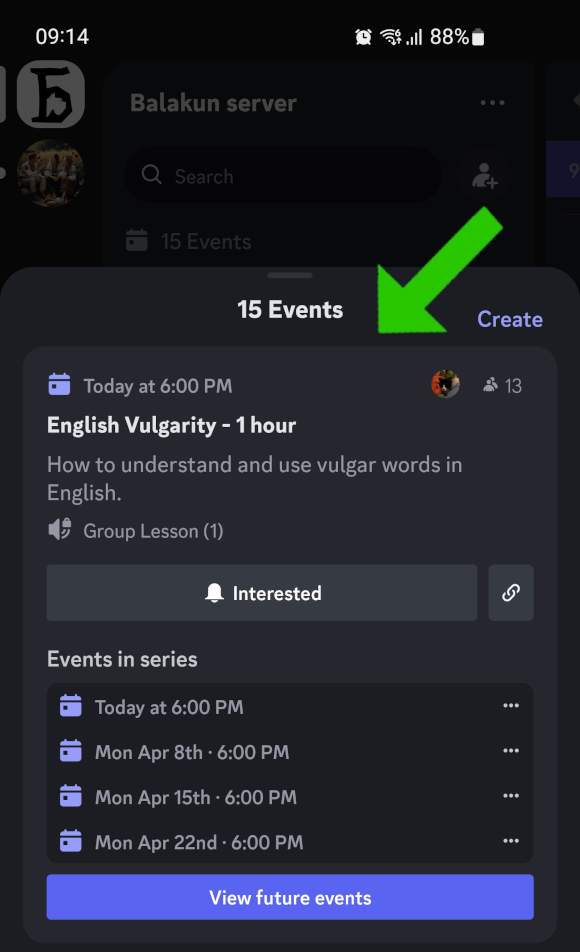 09:14
88%
Balakun server
Search
15 Events
15 Events
Create
Today at 6:00 PM
13
English Vulgarity - 1 hour
How to understand and use vulgar words in
English.
Group Lesson (1)
Interested
Events in series
Today at 6:00 PM
Mon Apr 8th · 6:00 PM
Mon Apr 15th · 6:00 PM
Mon Apr 22nd · 6:00 PM
View future events